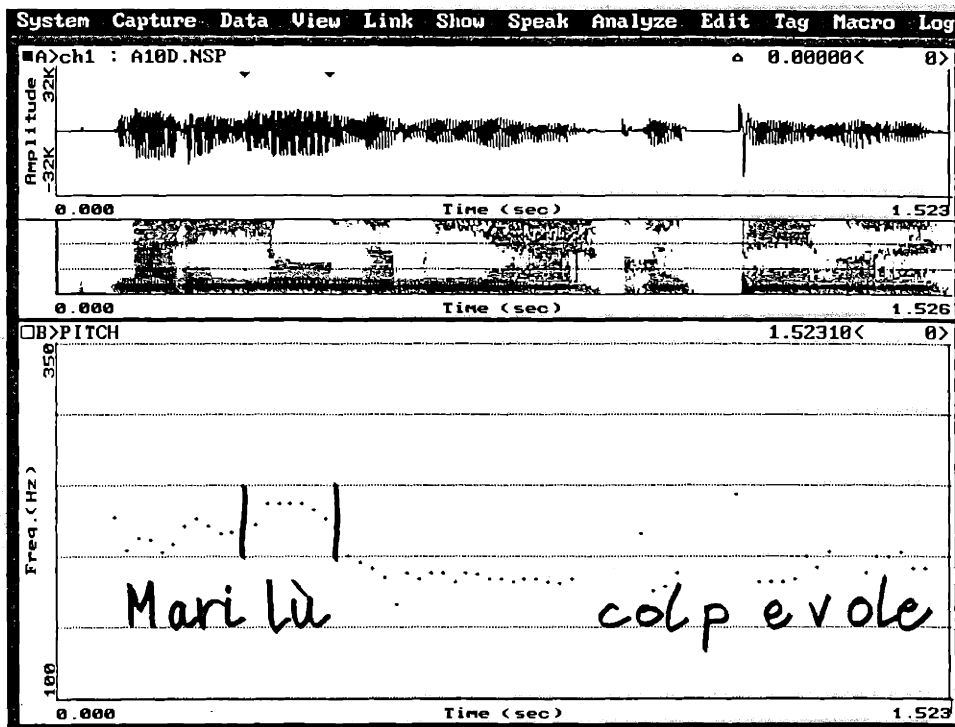 System Capture Data View Link Show Speak Analyze Edit Tag Macro Log
A>ch1 : A10D.NSP 0.00000< 0>
Amplitude
32K
-32K
0.000 Time (sec) 1.523
0.000 Time (sec) 1.526
B>PITCH 1.52310< 0>
350
Freq.(Hz)
Mari lù colp e v ole
100
0.000 Time (sec) 1.523